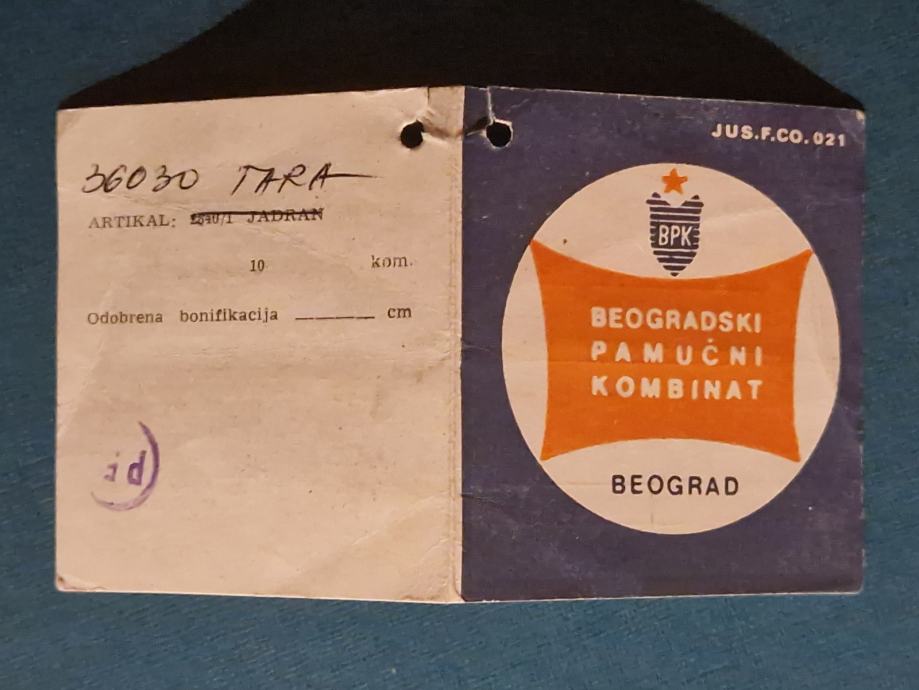 36030 TARA
ARTIKAL: 2540/1 JADRAN
10 kom.
Odobrena bonifikacija ______ cm
JUS.F.CO.021
BPK
BEOGRADSKI
PAMUČNI
KOMBINAT
BEOGRAD